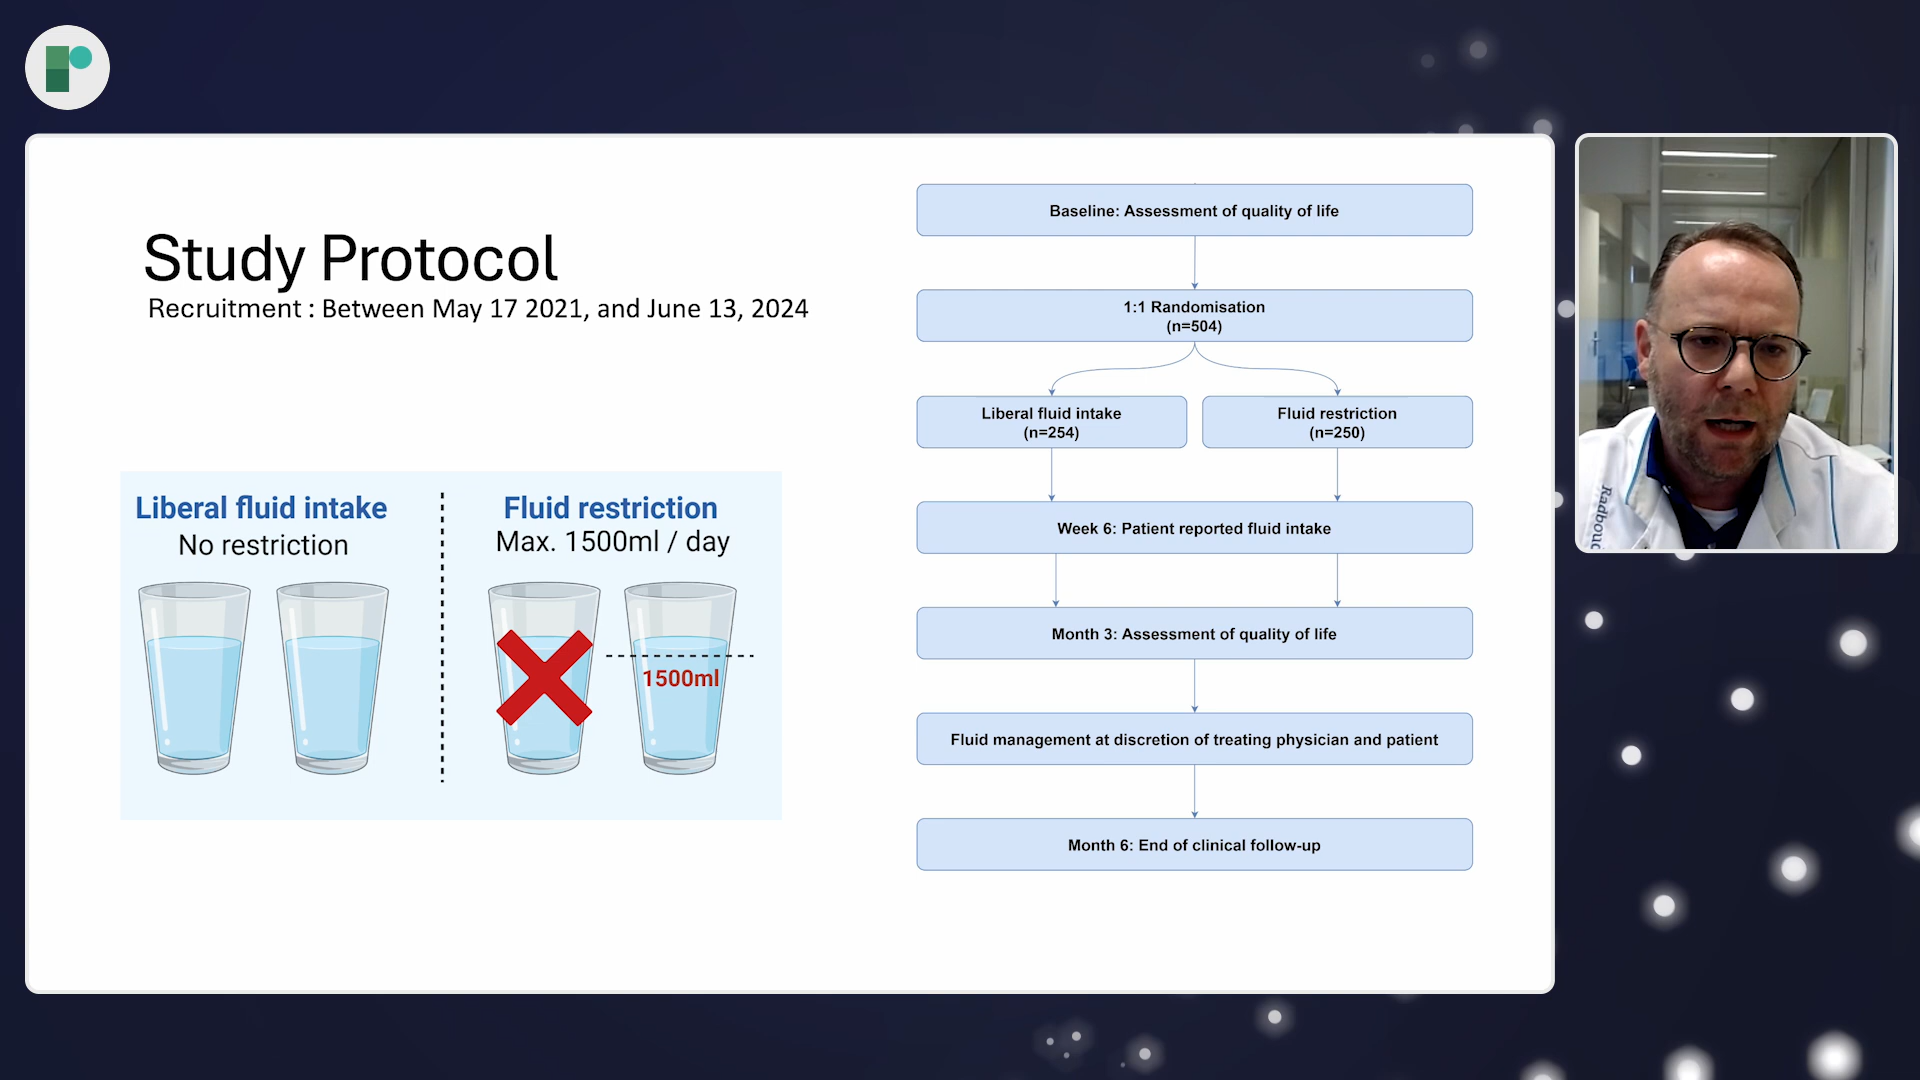 Study Protocol
Recruitment : Between May 17 2021, and June 13, 2024
Liberal fluid intake
No restriction
Fluid restriction
Max. 1500ml / day
1500ml
Baseline: Assessment of quality of life
1:1 Randomisation
(n=504)
Liberal fluid intake
(n=254)
Fluid restriction
(n=250)
Week 6: Patient reported fluid intake
Month 3: Assessment of quality of life
Fluid management at discretion of treating physician and patient
Month 6: End of clinical follow-up
Radboud